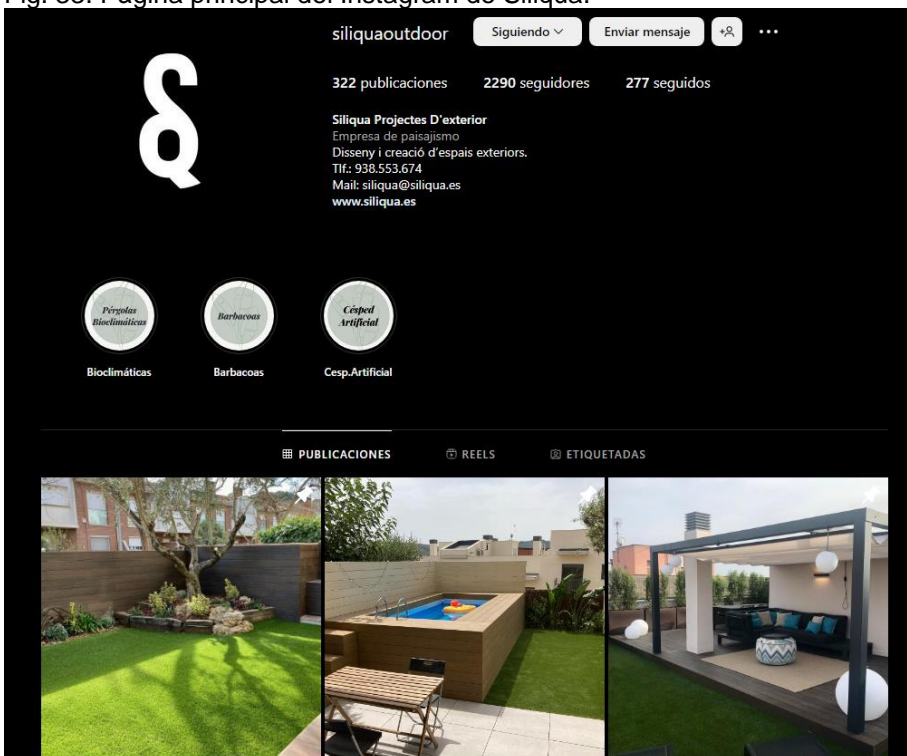 Fig. 38. Página principal del Instagram de Siliqua.
siliquaoutdoor
Siguiendo
Enviar mensaje
322 publicaciones 2290 seguidores 277 seguidos
Siliqua Projectes D'exterior
Empresa de paisajismo
Disseny i creació d'espais exteriors.
Tlf.: 938.553.674
Mail: siliqua@siliqua.es
www.siliqua.es
Pérgolas
Bioclimáticas
Barbacoas
Césped
Artificial
Bioclimáticas Barbacoas Cesp.Artificial
PUBLICACIONES REELS ETIQUETADAS